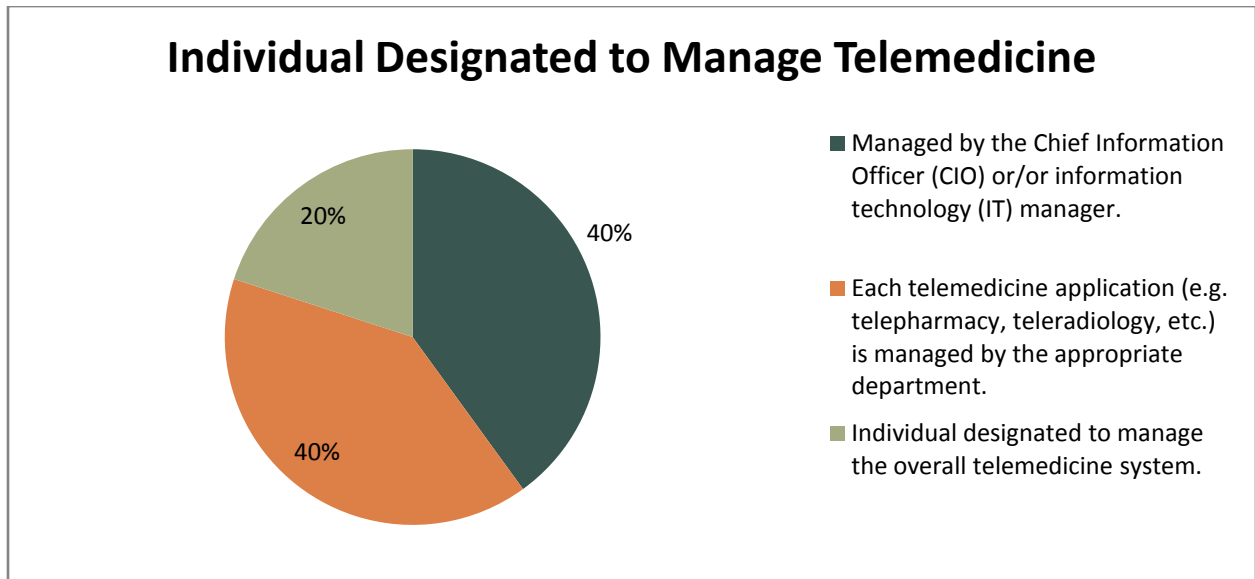 Individual Designated to Manage Telemedicine
20%
40%
40%
Managed by the Chief Information
Officer (CIO) or/or information
technology (IT) manager.
Each telemedicine application (e.g.
telepharmacy, teleradiology, etc.)
is managed by the appropriate
department.
Individual designated to manage
the overall telemedicine system.